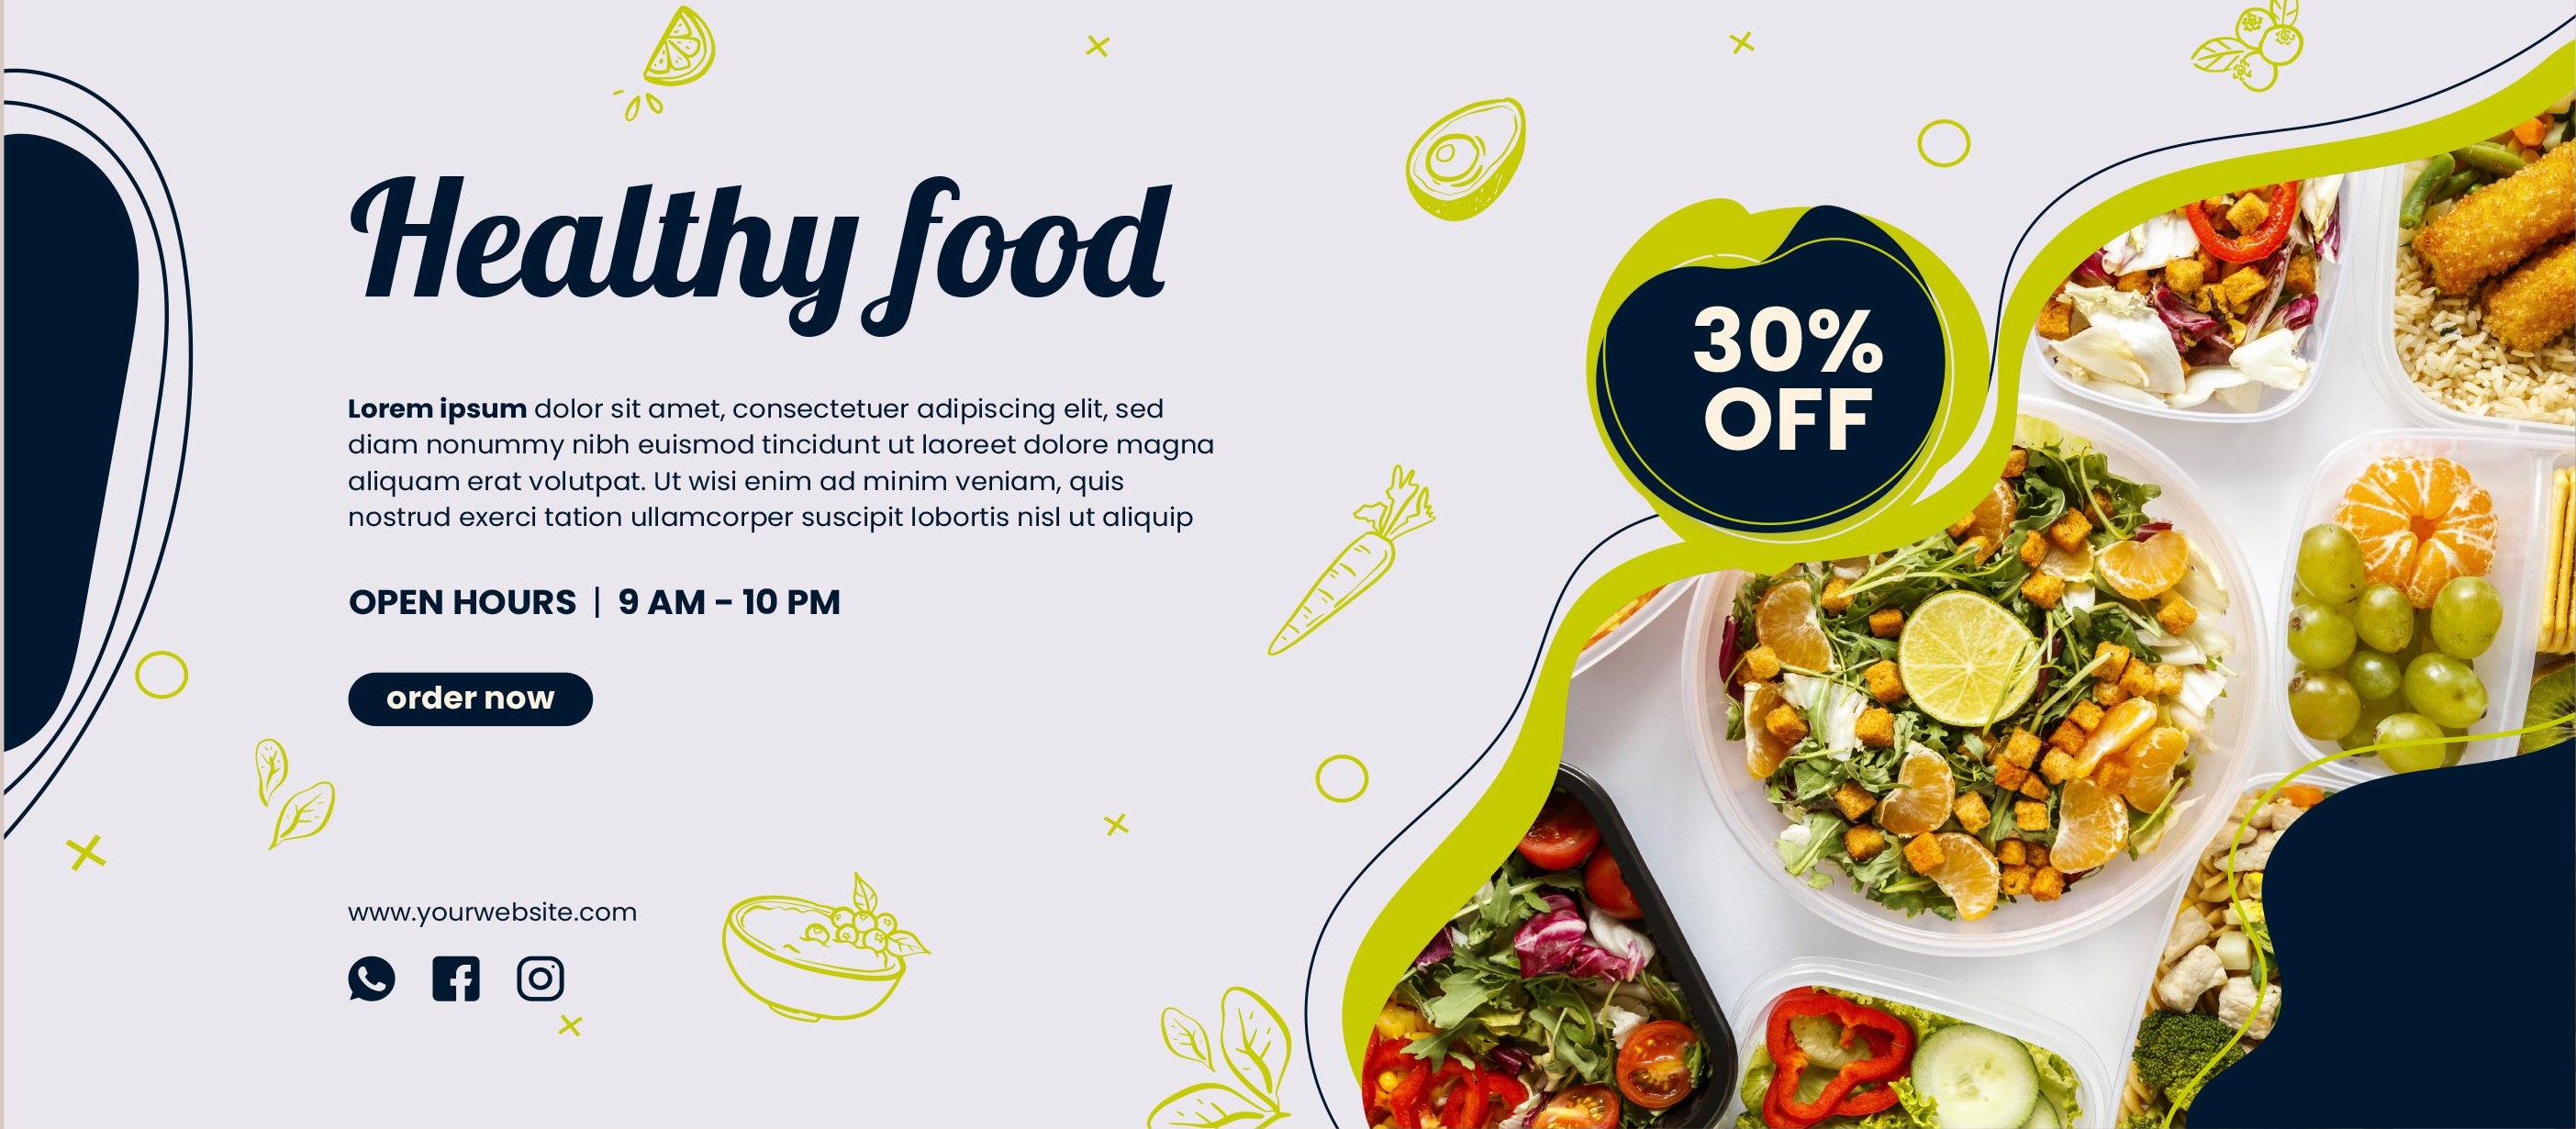 Healthy food
Lorem ipsum dolor sit amet, consectetuer adipiscing elit, sed
diam nonummy nibh euismod tincidunt ut laoreet dolore magna
aliquam erat volutpat. Ut wisi enim ad minim veniam, quis
nostrud exerci tation ullamcorper suscipit lobortis nisl ut aliquip
OPEN HOURS | 9 AM - 10 PM
order now
www.yourwebsite.com
30%
OFF